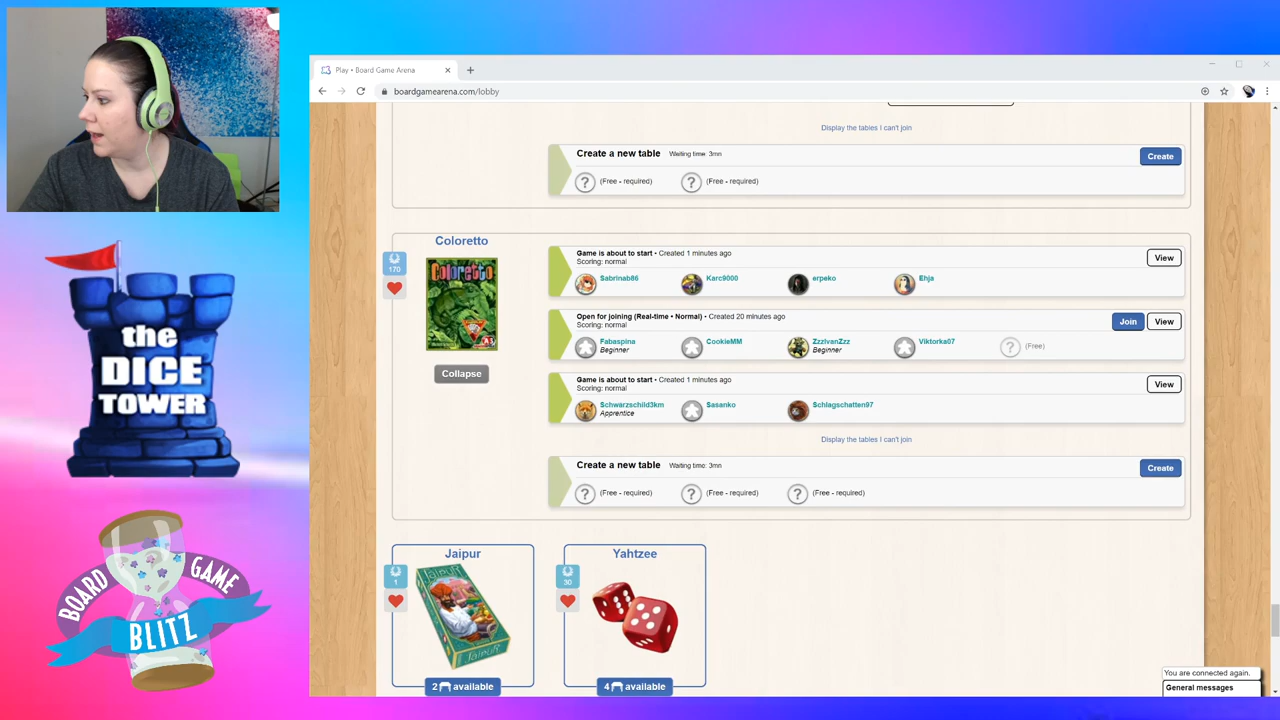 Play • Board Game Arena
boardgamearena.com/lobby
Display the tables I can't join
Create a new table Waiting time: 3mn
Create
(Free - required) (Free - required)
Coloretto
170
Coloretto
Collapse
Game is about to start • Created 1 minutes ago
Scoring: normal
View
Sabrinab86 Karc9000 erpeko Ehja
Open for joining (Real-time • Normal) • Created 20 minutes ago
Scoring: normal
Join View
Fabaspina CookieMM ZzzIvanZzz Viktorka07 (Free)
Beginner Beginner
Game is about to start • Created 1 minutes ago
Scoring: normal
View
Schwarzschild3km Sasanko Schlagschatten97
Apprentice
Display the tables I can't join
Create a new table Waiting time: 3mn
Create
(Free - required) (Free - required) (Free - required)
Jaipur
1
JAIPUR
JAIPUR
2 available
Yahtzee
30
4 available
You are connected again.
General messages
the
DICE
TOWER
BOARD GAME
BLITZ